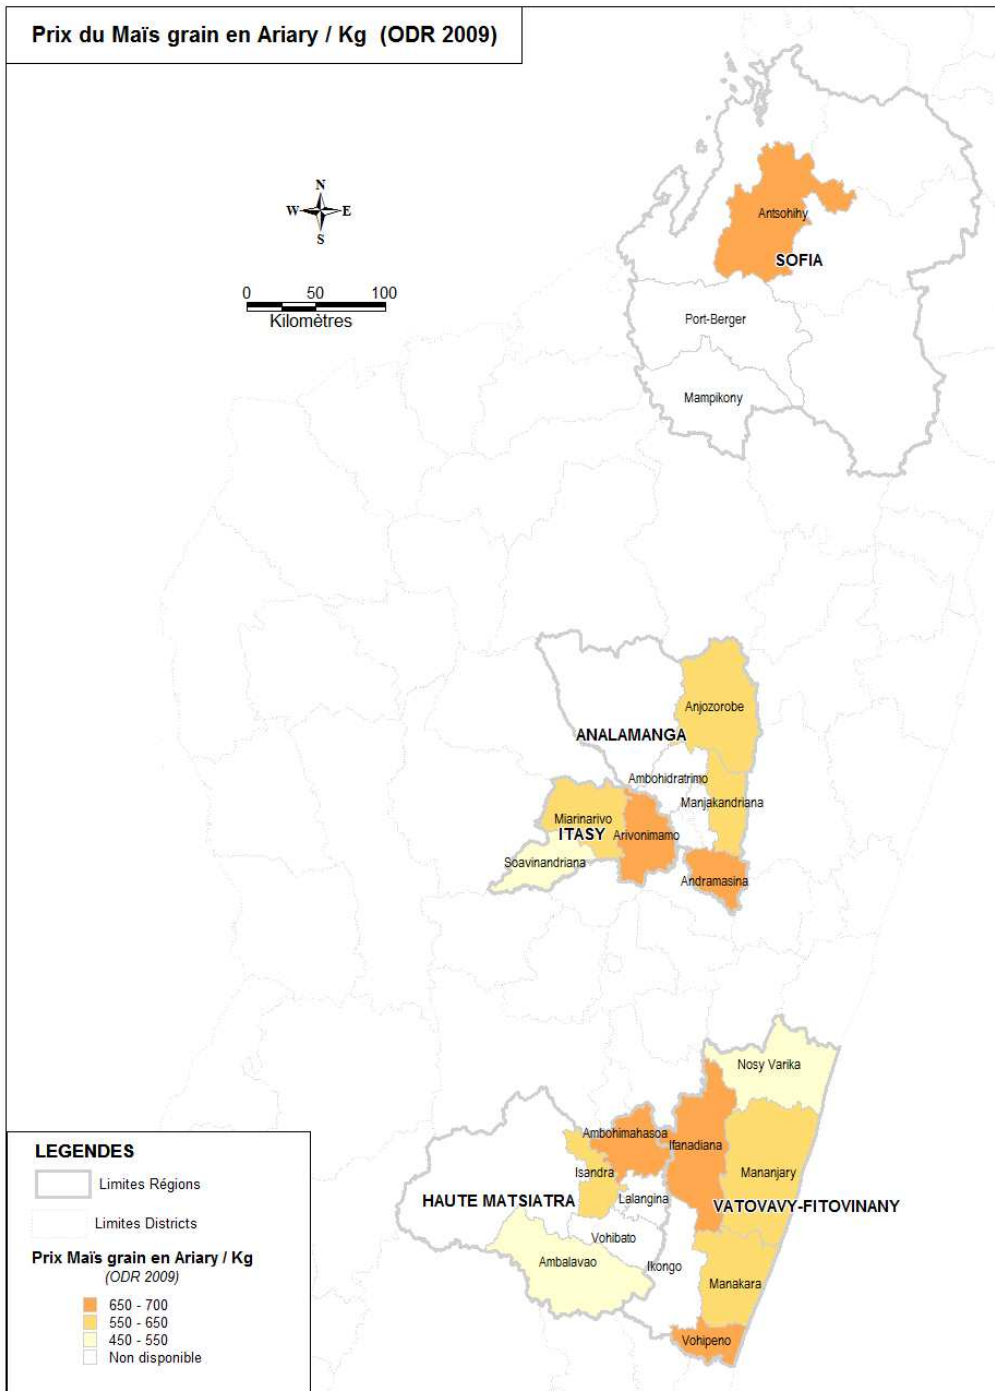 Prix du Maïs grain en Ariary / Kg (ODR 2009)
N
W
E
S
0 50 100
Kilomètres
Antsohihy
SOFIA
Port-Berger
Mampikony
Anjozorobe
ANALAMANGA
Ambohidratrimo
Manjakandriana
Miarinarivo
Arivonimamo
ITASY
Soavinandriana
Andramasina
Nosy Varika
Ambohimahasoa
Ifanadiana
Isandra
Mananjary
Lalangina
HAUTE MATSIATRA
VATOVAVY-FITOVINANY
Vohibato
Ambalavao
Ikongo
Manakara
Vohipeno
LEGENDES
Limites Régions
Limites Districts
Prix Maïs grain en Ariary / Kg
(ODR 2009)
650 - 700
550 - 650
450 - 550
Non disponible